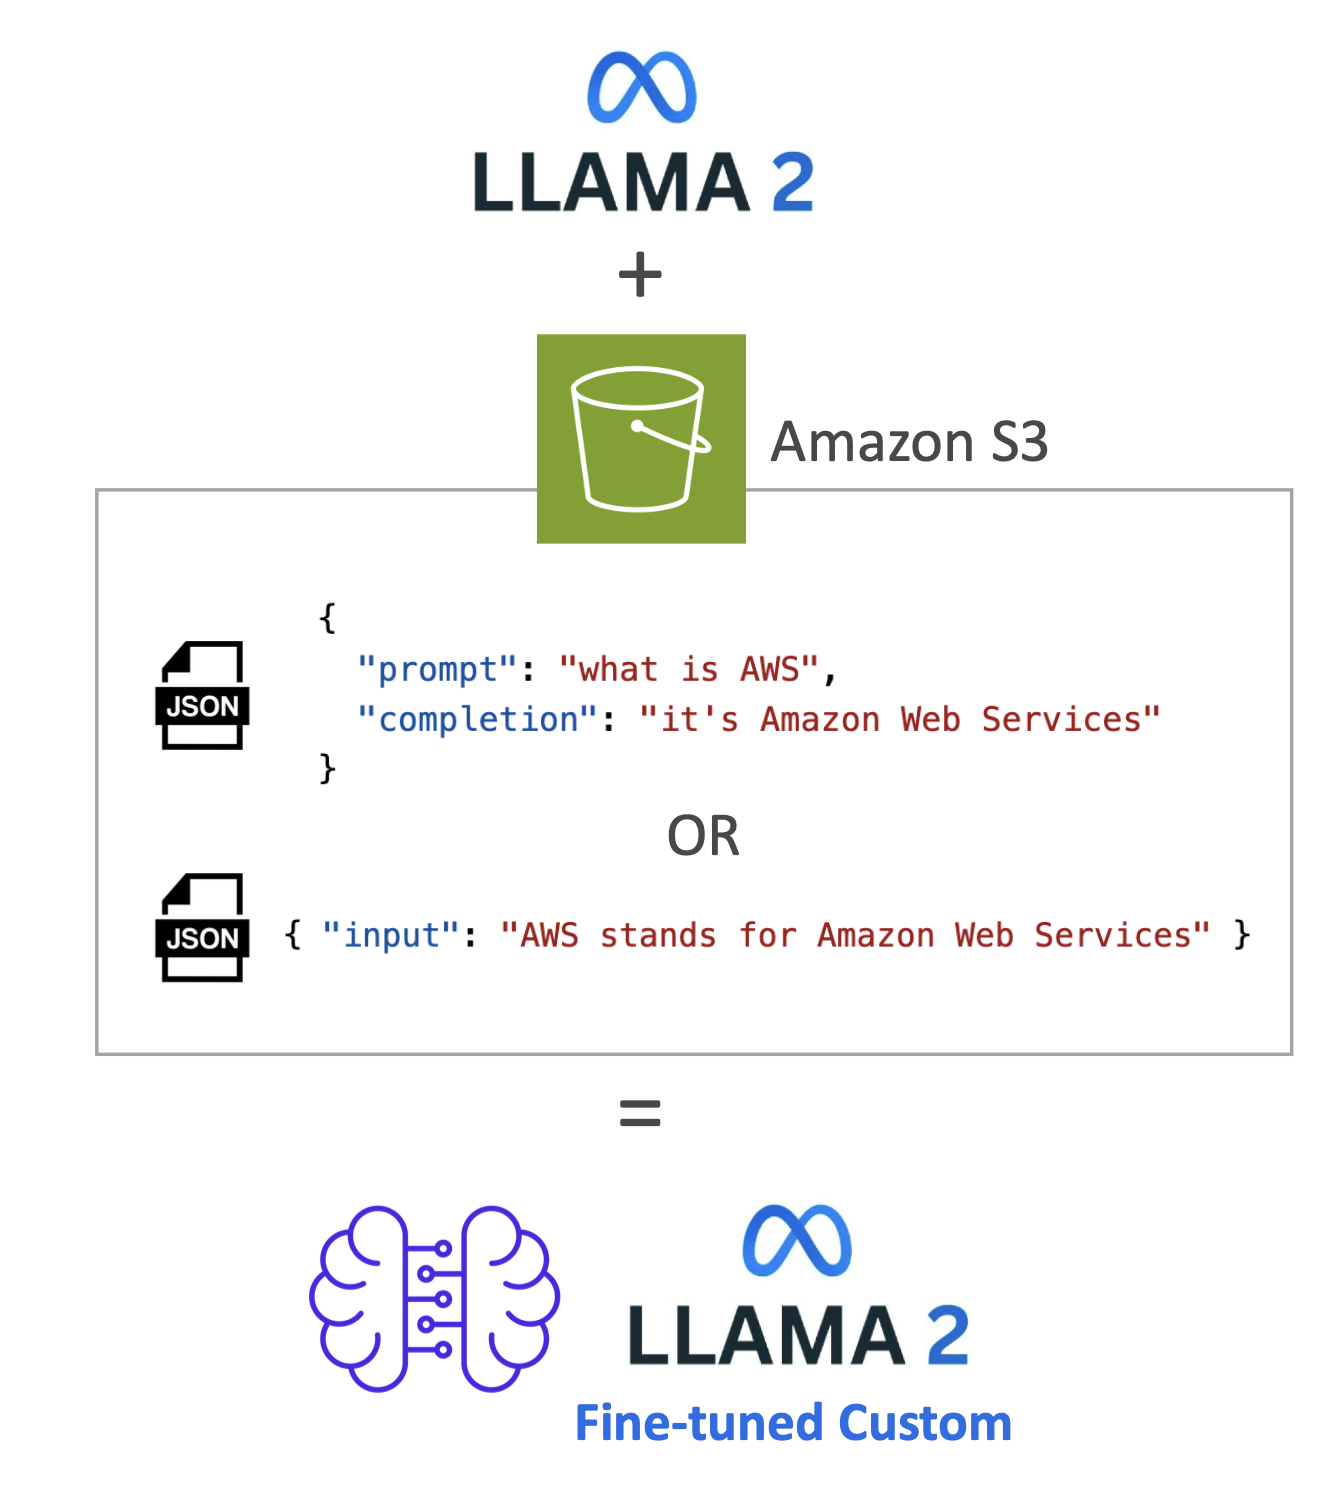 LLAMA 2
+
Amazon S3
{
"prompt": "what is AWS",
"completion": "it's Amazon Web Services"
}
JSON
OR
JSON
{ "input": "AWS stands for Amazon Web Services" }
=
LLAMA 2
Fine-tuned Custom